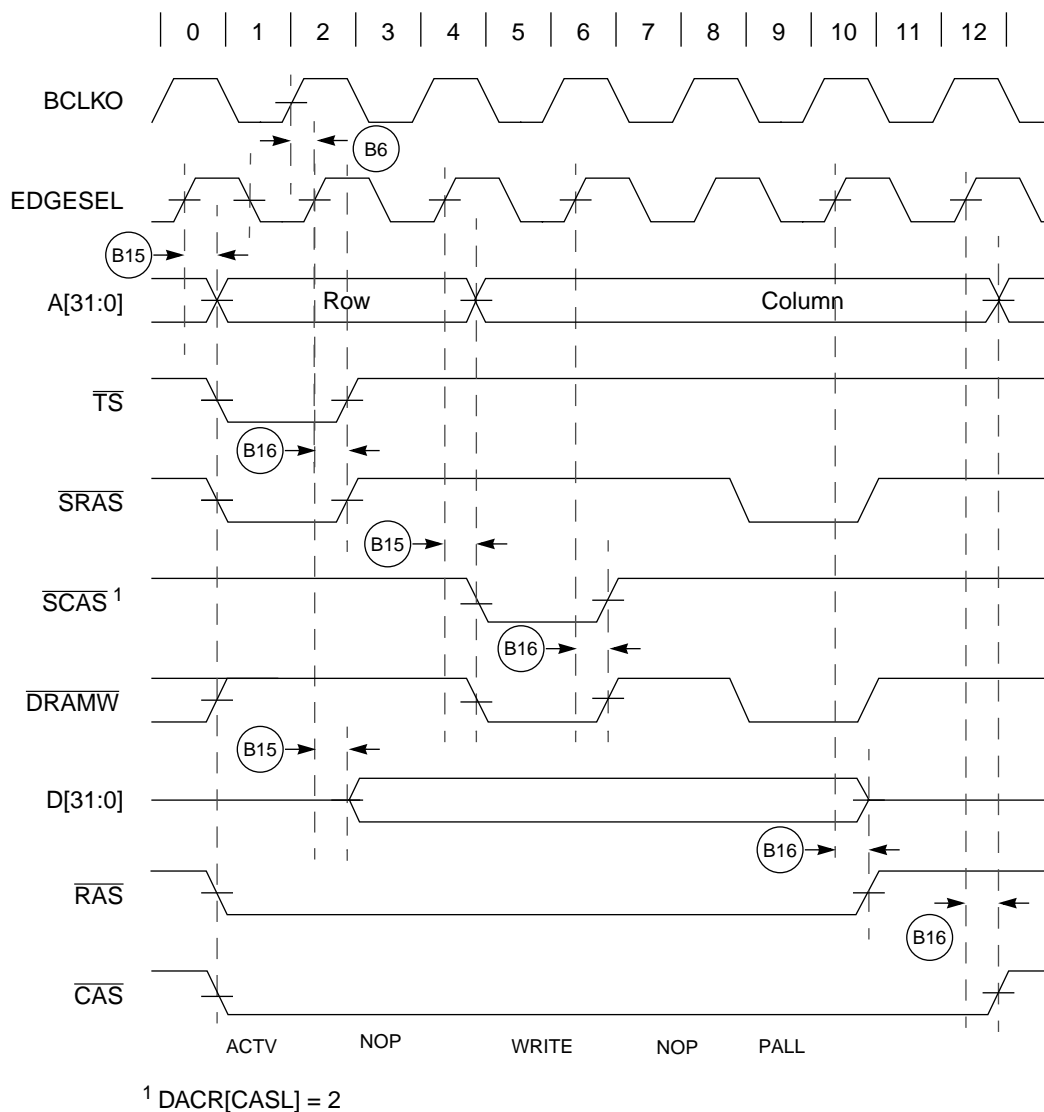 0 1 2 3 4 5 6 7 8 9 10 11 12
BCLKO
B6
EDGESEL
B15
A[31:0] Row Column
TS
B16
SRAS
B15
SCAS 1
B16
DRAMW
B15
D[31:0]
B16
RAS
B16
CAS
ACTV NOP WRITE NOP PALL
1 DACR[CASL] = 2